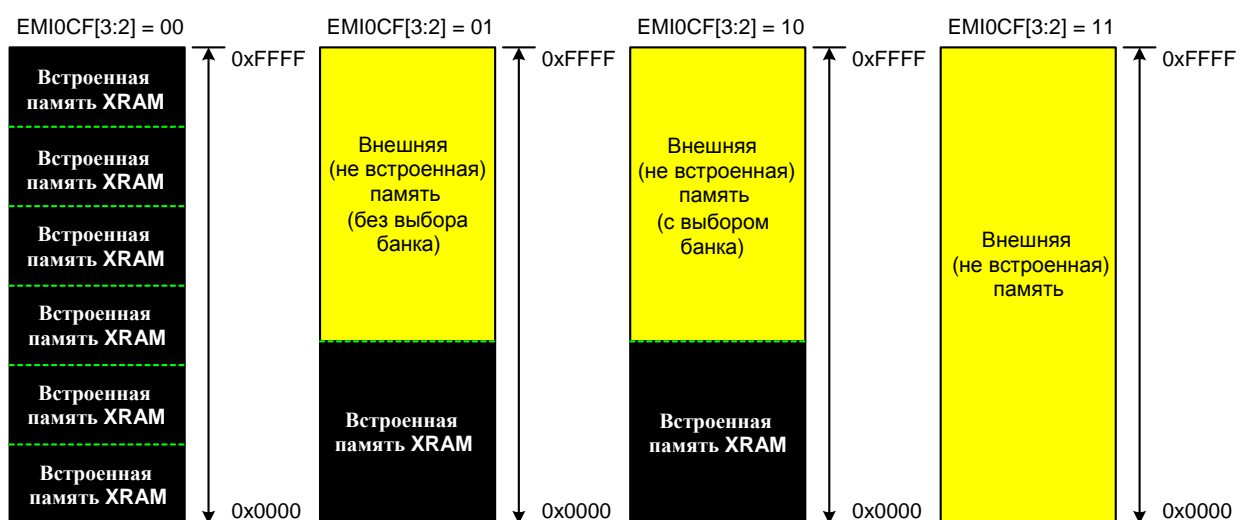 EMI0CF[3:2] = 00
0xFFFF
Встроенная
память XRAM
Встроенная
память XRAM
Встроенная
память XRAM
Встроенная
память XRAM
Встроенная
память XRAM
Встроенная
память XRAM
0x0000
EMI0CF[3:2] = 01
0xFFFF
Внешняя
(не встроенная)
память
(без выбора
банка)
Встроенная
память XRAM
0x0000
EMI0CF[3:2] = 10
0xFFFF
Внешняя
(не встроенная)
память
(с выбором
банка)
Встроенная
память XRAM
0x0000
EMI0CF[3:2] = 11
0xFFFF
Внешняя
(не встроенная)
память
0x0000